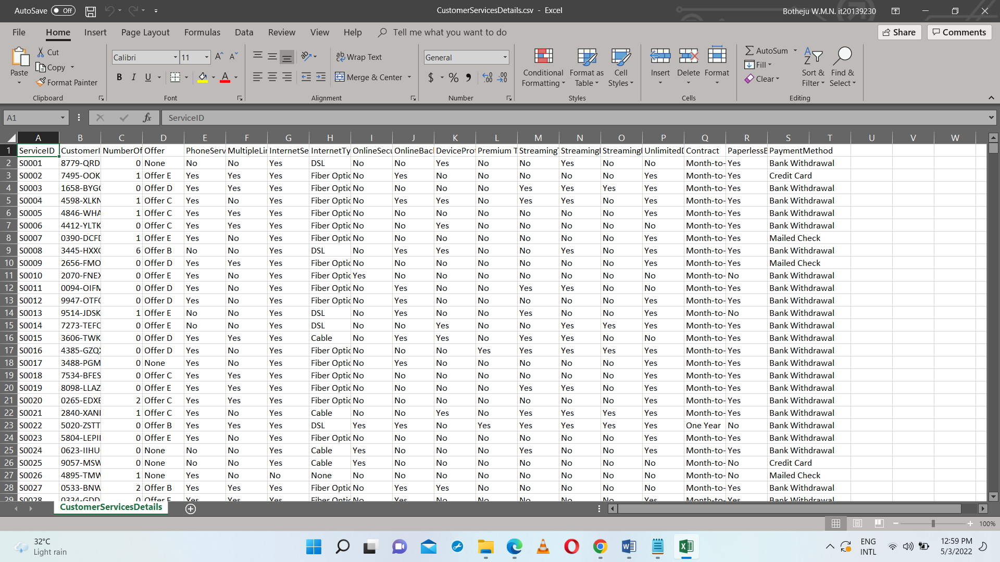 AutoSave Off CustomerServicesDetails.csv - Excel Botheju W.M.N. it20139230
File Home Insert Page Layout Formulas Data Review View Help Tell me what you want to do Share Comments
Paste Cut Copy Format Painter Clipboard
Calibri 11 B I U Font
Wrap Text Merge & Center Alignment
General $ % Number
Conditional Formatting Format as Table Cell Styles Styles
Insert Delete Format Cells
AutoSum Fill Clear Sort & Filter Find & Select Editing
A1 fx ServiceID
A B C D E F G H I J K L M N O P Q R S T U V W
1 ServiceID CustomerI NumberOf Offer PhoneServ MultipleLin InternetSe InternetTy OnlineSecu OnlineBac DeviceProt Premium T StreamingT StreamingM StreamingM UnlimitedD Contract PaperlessB PaymentMethod
2 S0001 8779-QRD 0 None No No Yes DSL No No Yes No No Yes No No Month-to- Yes Bank Withdrawal
3 S0002 7495-OOK 1 Offer E Yes Yes Yes Fiber Optic No Yes No No No No No Yes Month-to- Yes Credit Card
4 S0003 1658-BYG 0 Offer D Yes Yes Yes Fiber Optic No No No No Yes Yes Yes Yes Month-to- Yes Bank Withdrawal
5 S0004 4598-XLKN 1 Offer C Yes No Yes Fiber Optic No Yes Yes No Yes Yes No Yes Month-to- Yes Bank Withdrawal
6 S0005 4846-WHA 1 Offer C Yes Yes Yes Fiber Optic No No No No No No No Yes Month-to- Yes Bank Withdrawal
7 S0006 4412-YLTK 0 Offer C Yes Yes Yes Fiber Optic No No Yes No No No No No Month-to- Yes Bank Withdrawal
8 S0007 0390-DCFD 1 Offer E Yes No Yes Fiber Optic No No No No No No No Yes Month-to- Yes Mailed Check
9 S0008 3445-HXX 6 Offer B No No Yes DSL No Yes Yes No No Yes No Yes Month-to- Yes Bank Withdrawal
10 S0009 2656-FMO 0 Offer D Yes Yes Yes Fiber Optic No No No No No No No Yes Month-to- Yes Mailed Check
11 S0010 2070-FNEX 0 Offer E Yes No Yes Fiber Optic Yes No No No No No No No Month-to- No Bank Withdrawal
12 S0011 0094-OIFM 0 Offer D Yes No Yes Fiber Optic No Yes No No Yes Yes No No Month-to- Yes Bank Withdrawal
13 S0012 9947-OTF 0 Offer D Yes No Yes Fiber Optic No Yes No No No No No Yes Month-to- Yes Bank Withdrawal
14 S0013 9514-JDSK 1 Offer E No No Yes DSL No Yes No No Yes No No Yes Month-to- No Bank Withdrawal
15 S0014 7273-TEFC 0 Offer E No No Yes DSL No No Yes No No Yes Yes Yes Month-to- Yes Bank Withdrawal
16 S0015 3606-TWK 0 Offer D Yes Yes Yes Cable No Yes Yes No Yes Yes No No Month-to- Yes Bank Withdrawal
17 S0016 4385-GZQ 0 Offer D Yes No Yes Fiber Optic No No No Yes Yes Yes Yes Yes Month-to- Yes Bank Withdrawal
18 S0017 3488-PGM 0 None Yes No Yes Fiber Optic No Yes No No No No No Yes Month-to- Yes Bank Withdrawal
19 S0018 7534-BFES 0 Offer C Yes Yes Yes Fiber Optic No No No No No No No Yes Month-to- Yes Bank Withdrawal
20 S0019 8098-LLAZ 0 Offer E Yes Yes Yes Fiber Optic No No No No Yes Yes No Yes Month-to- Yes Bank Withdrawal
21 S0020 0265-EDXB 2 Offer C Yes Yes Yes Fiber Optic No No No No No No No Yes Month-to- Yes Bank Withdrawal
22 S0021 2840-XANI 1 Offer C Yes No Yes Cable No No Yes No Yes Yes Yes Yes Month-to- Yes Bank Withdrawal
23 S0022 5020-ZSTT 0 Offer B Yes Yes Yes DSL Yes Yes No Yes Yes Yes Yes Yes One Year No Bank Withdrawal
24 S0023 5804-LEPI 0 Offer E Yes No Yes Fiber Optic No No No No No No No Yes Month-to- Yes Bank Withdrawal
25 S0024 0623-IIHU 0 None No No Yes Cable Yes No No No Yes No No Yes Month-to- Yes Bank Withdrawal
26 S0025 9057-MSW 0 None No No Yes Cable Yes No No No No No No No Month-to- No Credit Card
27 S0026 4895-TMW 1 None Yes No No None No No No No No No No No Month-to- No Mailed Check
28 S0027 0533-BNW 2 Offer B Yes Yes Yes Fiber Optic No Yes Yes No No No No No Month-to- Yes Bank Withdrawal
29 S0028 0334-GDD 0 Offer E Yes Yes Yes Fiber Optic No Yes No No No No No Yes Month-to- Yes Bank Withdrawal
CustomerServicesDetails
100%
32°C Light rain ENG INTL 12:59 PM 5/3/2022